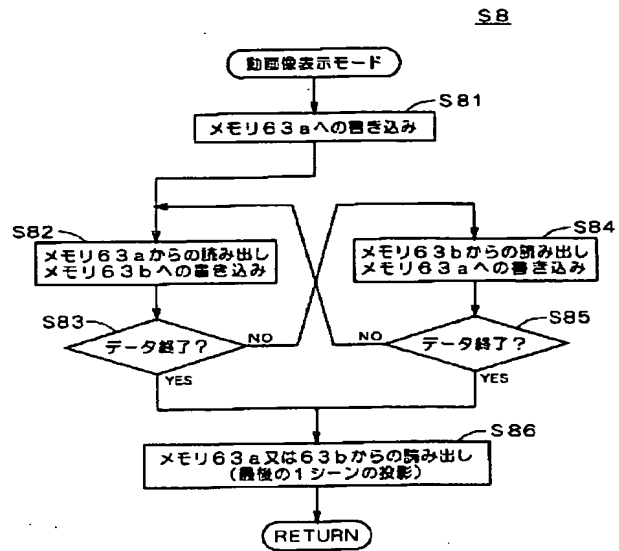 S8
動画像表示モード
S81
メモリ63aへの書き込み
S82
メモリ63aからの読み出し
メモリ63bへの書き込み
S84
メモリ63bからの読み出し
メモリ63aへの書き込み
S83
データ終了?
NO
YES
S85
データ終了?
NO
YES
S86
メモリ63a又は63bからの読み出し
(最後の1シーンの投影)
RETURN